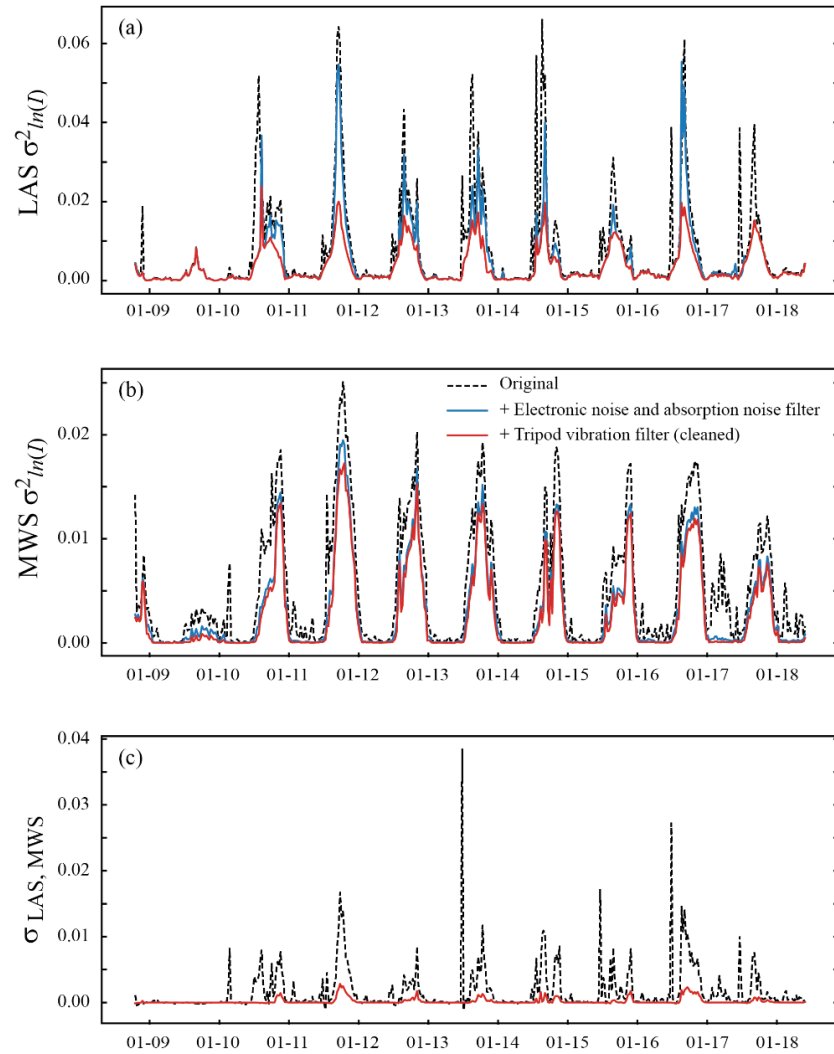 (a)
LAS σ²ln(I)
0.06
0.04
0.02
0.00
01-09 01-10 01-11 01-12 01-13 01-14 01-15 01-16 01-17 01-18
(b)
MWS σ²ln(I)
0.02
0.01
0.00
Original
+ Electronic noise and absorption noise filter
+ Tripod vibration filter (cleaned)
01-09 01-10 01-11 01-12 01-13 01-14 01-15 01-16 01-17 01-18
(c)
σ LAS, MWS
0.04
0.03
0.02
0.01
0.00
01-09 01-10 01-11 01-12 01-13 01-14 01-15 01-16 01-17 01-18